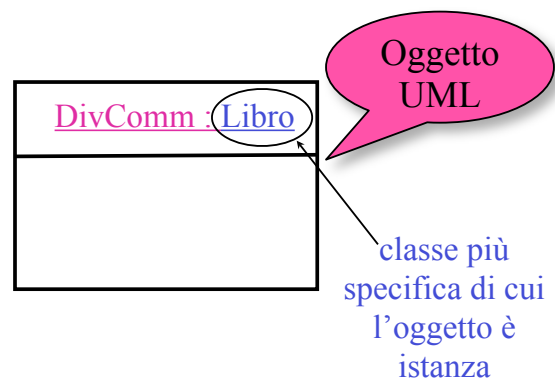 Oggetto
UML
DivComm : Libro
classe più
specifica di cui
l’oggetto è
istanza